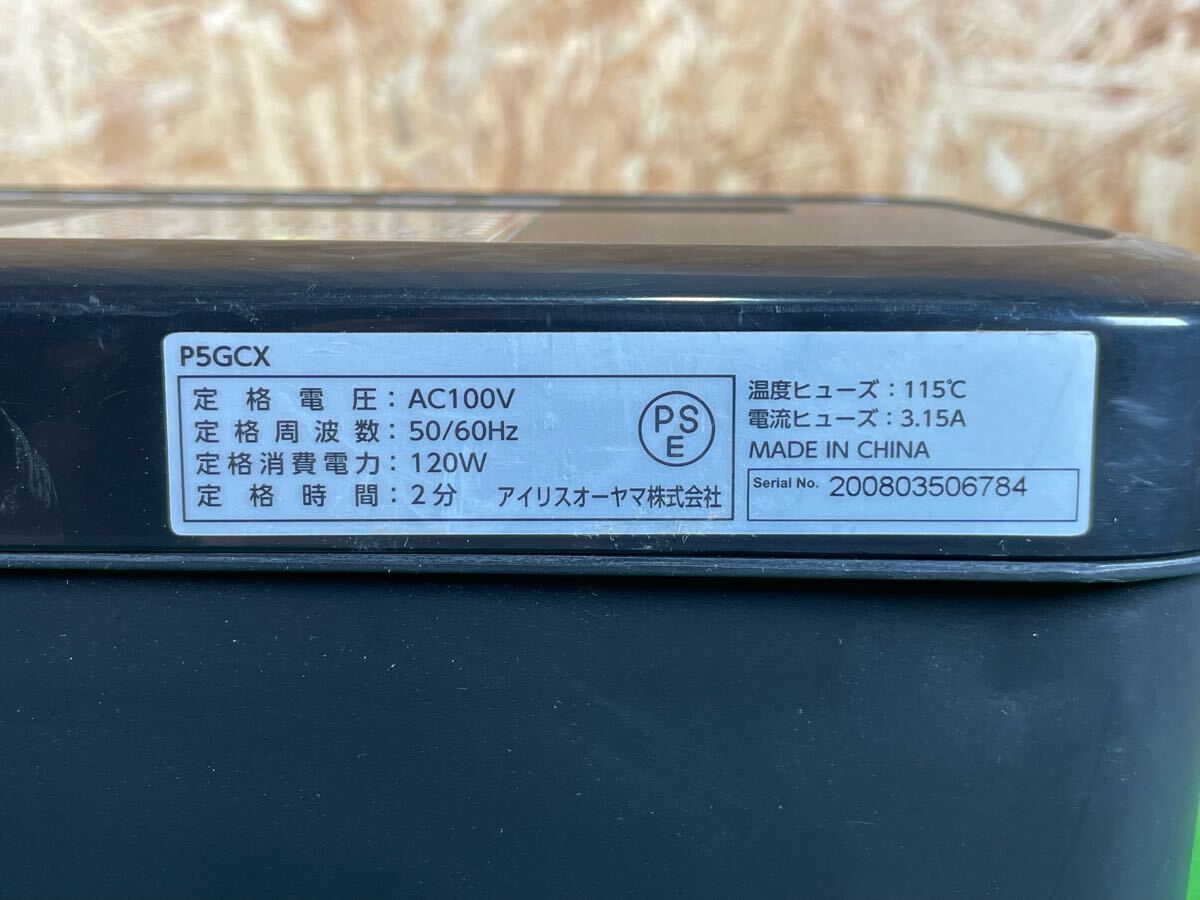 P5GCX
定格電圧：AC100V
定格周波数：50/60Hz
定格消費電力：120W
定格時間：2分 アイリスオーヤマ株式会社
PS
E
温度ヒューズ：115℃
電流ヒューズ：3.15A
MADE IN CHINA
Serial No. 200803506784